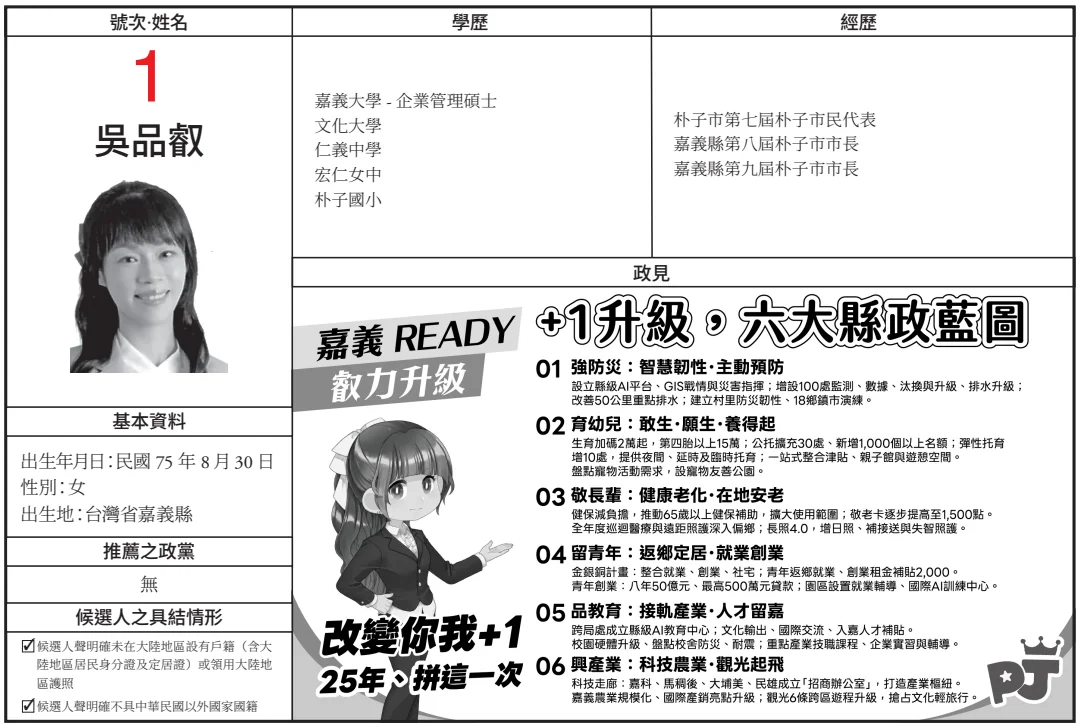 號次·姓名
1
吳品叡
基本資料
出生年月日：民國 75 年 8 月 30 日
性別：女
出生地：台灣省嘉義縣
推薦之政黨
無
候選人之具結情形
☑候選人聲明確未在大陸地區設有戶籍（含大
陸地區居民身分證及定居證）或領用大陸地
區護照
☑候選人聲明確不具中華民國以外國家國籍
學歷
嘉義大學 - 企業管理碩士
文化大學
仁義中學
宏仁女中
朴子國小
經歷
朴子市第七屆朴子市民代表
嘉義縣第八屆朴子市市長
嘉義縣第九屆朴子市市長
政見
嘉義 READY
叡力升級
改變你我+1
25年、拼這一次
+1升級，六大縣政藍圖
01 強防災：智慧韌性·主動預防
設立縣級AI平台、GIS戰情與災害指揮；增設100處監測、數據、汰換與升級、排水升級；
改善50公里重點排水；建立村里防災韌性、18鄉鎮市演練。
02 育幼兒：敢生·願生·養得起
生育加碼2萬起，第四胎以上15萬；公托擴充30處、新增1,000個以上名額；彈性托育
增10處，提供夜間、延時及臨時托育；一站式整合津貼、親子館與遊憩空間。
盤點寵物活動需求，設寵物友善公園。
03 敬長輩：健康老化·在地安老
健保減負擔，推動65歲以上健保補助，擴大使用範圍；敬老卡逐步提高至1,500點。
全年度巡迴醫療與遠距照護深入偏鄉；長照4.0，增日照、補接送與失智照護。
04 留青年：返鄉定居·就業創業
金銀銅計畫：整合就業、創業、社宅；青年返鄉就業、創業租金補貼2,000。
青年創業：八年50億元、最高500萬元貸款；園區設置就業輔導、國際AI訓練中心。
05 品教育：接軌產業·人才留嘉
跨局處成立縣級AI教育中心；文化輸出、國際交流、入嘉人才補貼。
校園硬體升級、盤點校舍防災、耐震；重點產業技職課程、企業實習與輔導。
06 興產業：科技農業·觀光起飛
科技走廊：嘉科、馬稠後、大埔美、民雄成立「招商辦公室」，打造產業樞紐。
嘉義農業規模化、國際產銷亮點升級；觀光6條跨區遊程升級，搶占文化輕旅行。
PJ